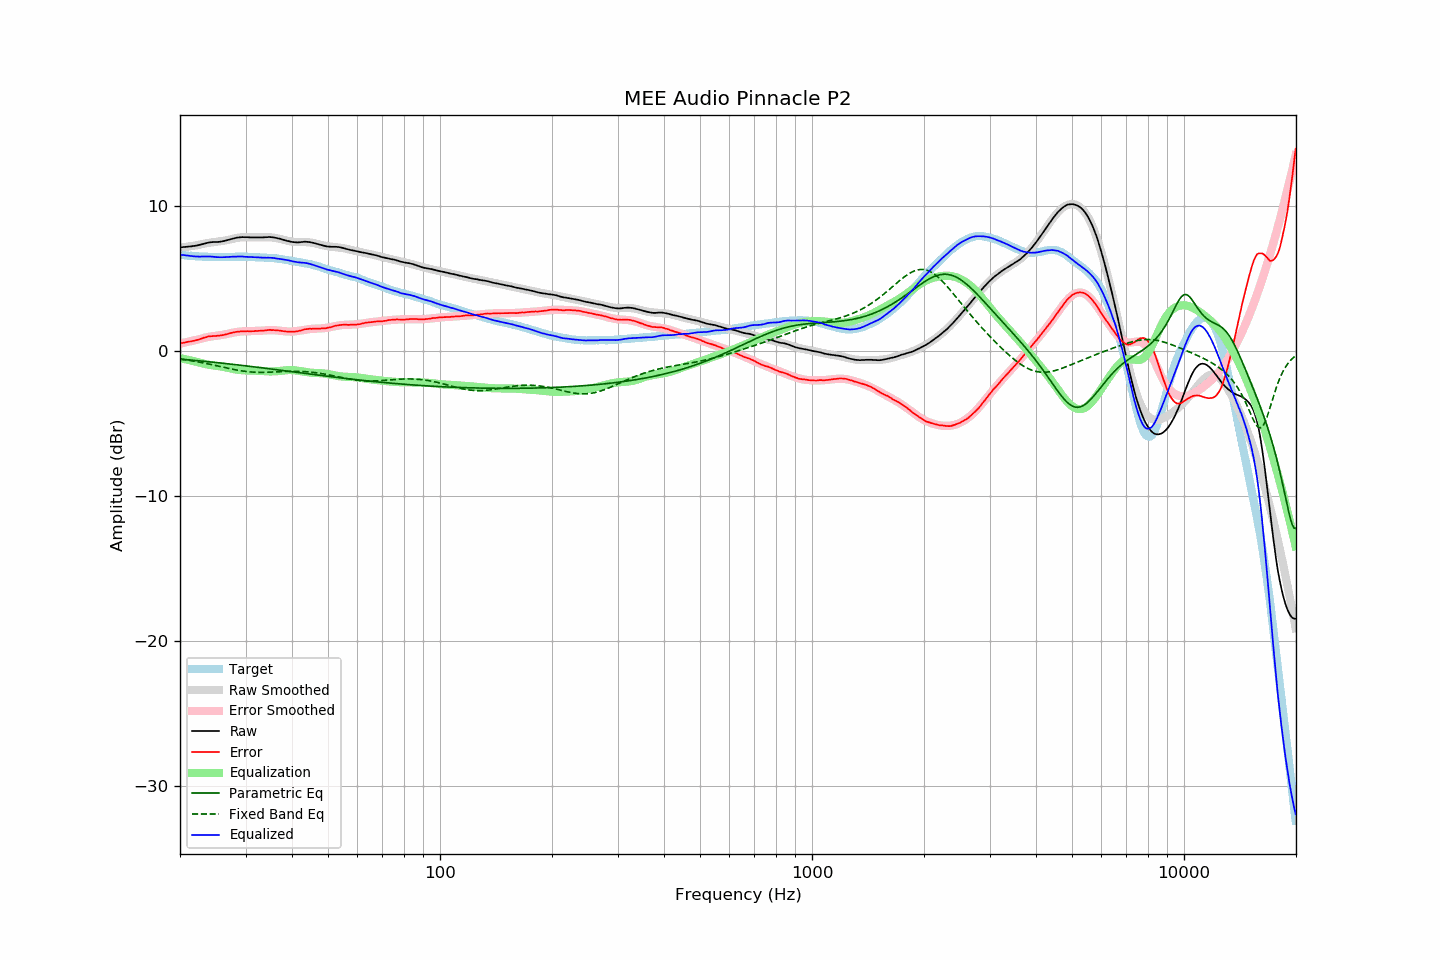 MEE Audio Pinnacle P2
Amplitude (dBr)
10
0
−10
−20
−30
Target
Raw Smoothed
Error Smoothed
Raw
Error
Equalization
Parametric Eq
Fixed Band Eq
Equalized
100
1000
10000
Frequency (Hz)